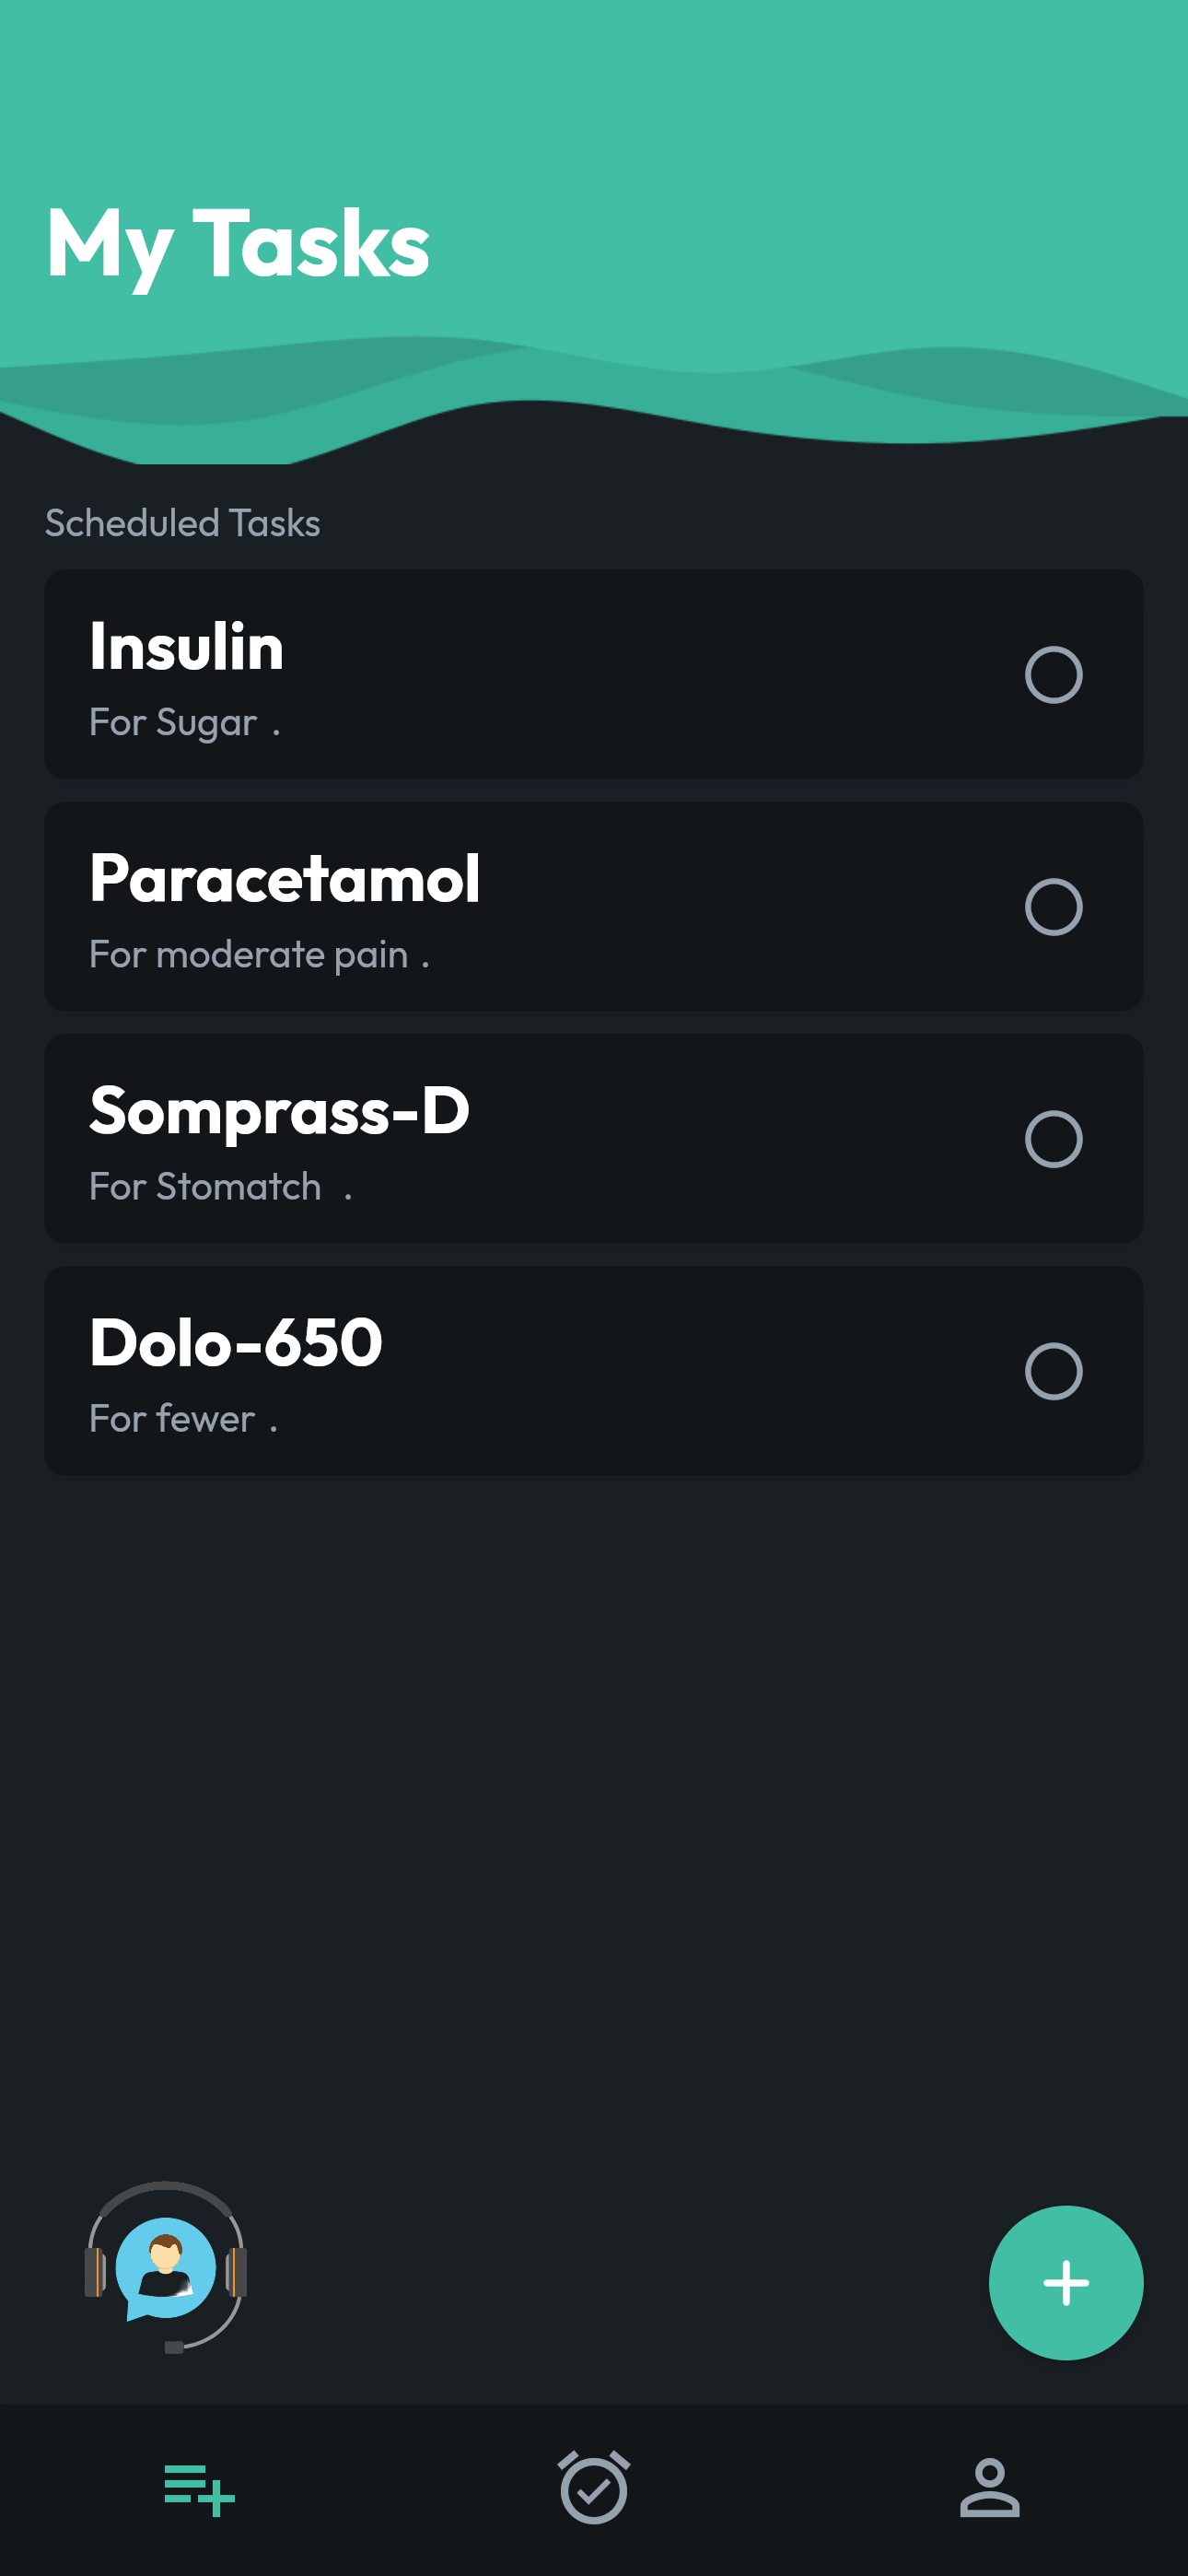 My Tasks
Scheduled Tasks
Insulin
For Sugar .
Paracetamol
For moderate pain .
Somprass-D
For Stomatch  .
Dolo-650
For fewer .